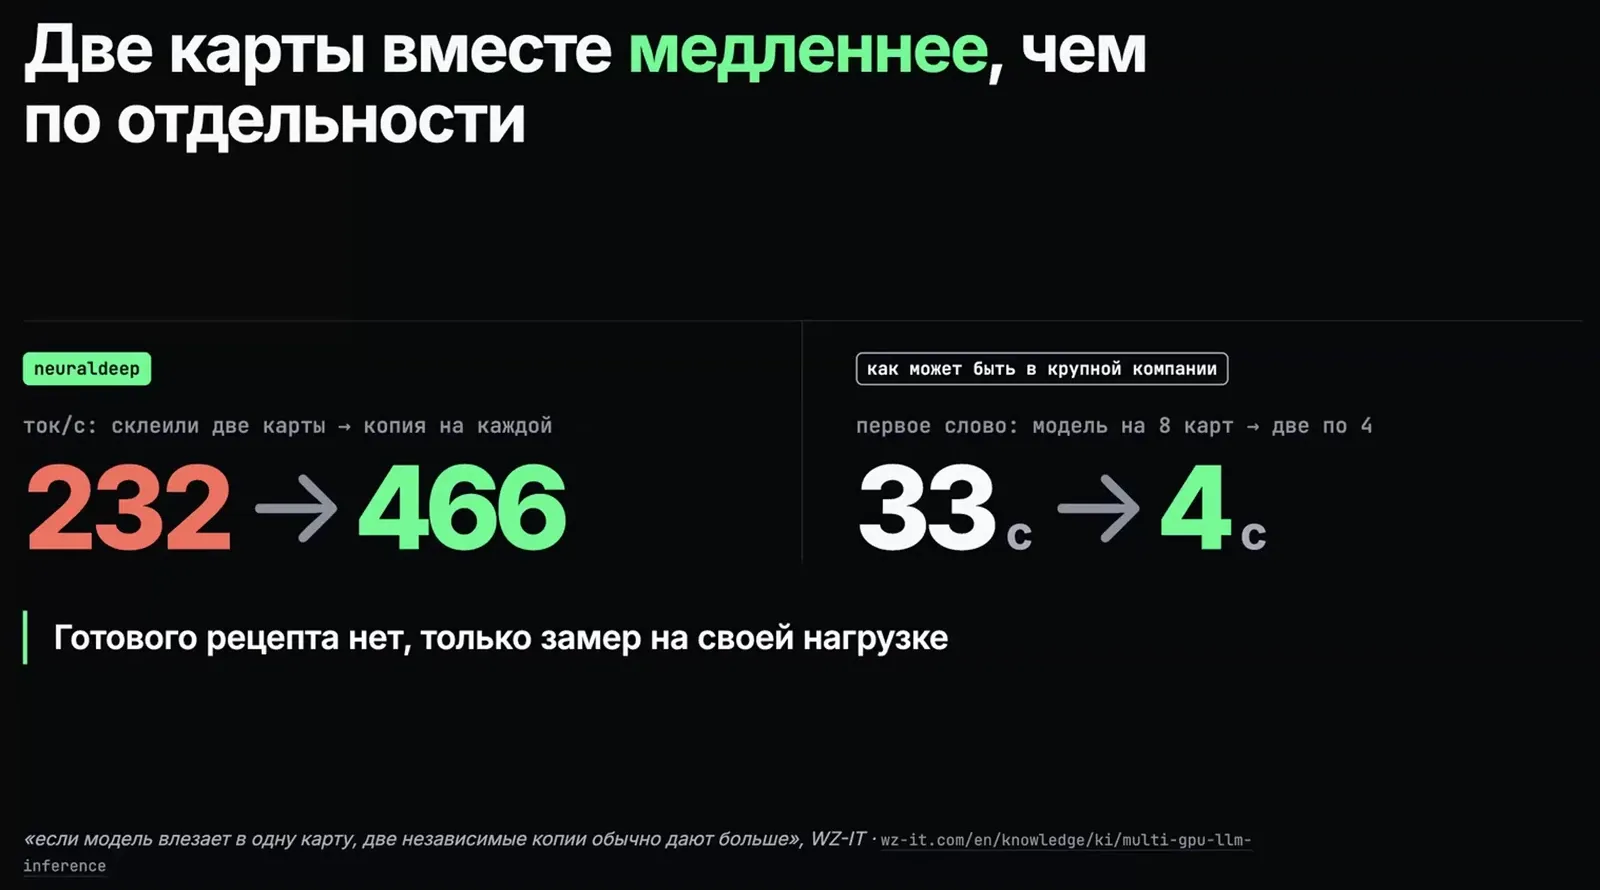 Две карты вместе медленнее, чем
по отдельности
neuraldeep
ток/с: склеили две карты → копия на каждой
232 → 466
как может быть в крупной компании
первое слово: модель на 8 карт → две по 4
33 с → 4 с
Готового рецепта нет, только замер на своей нагрузке
«если модель влезает в одну карту, две независимые копии обычно дают больше», WZ-IT · wz-it.com/en/knowledge/ki/multi-gpu-llm-
inference